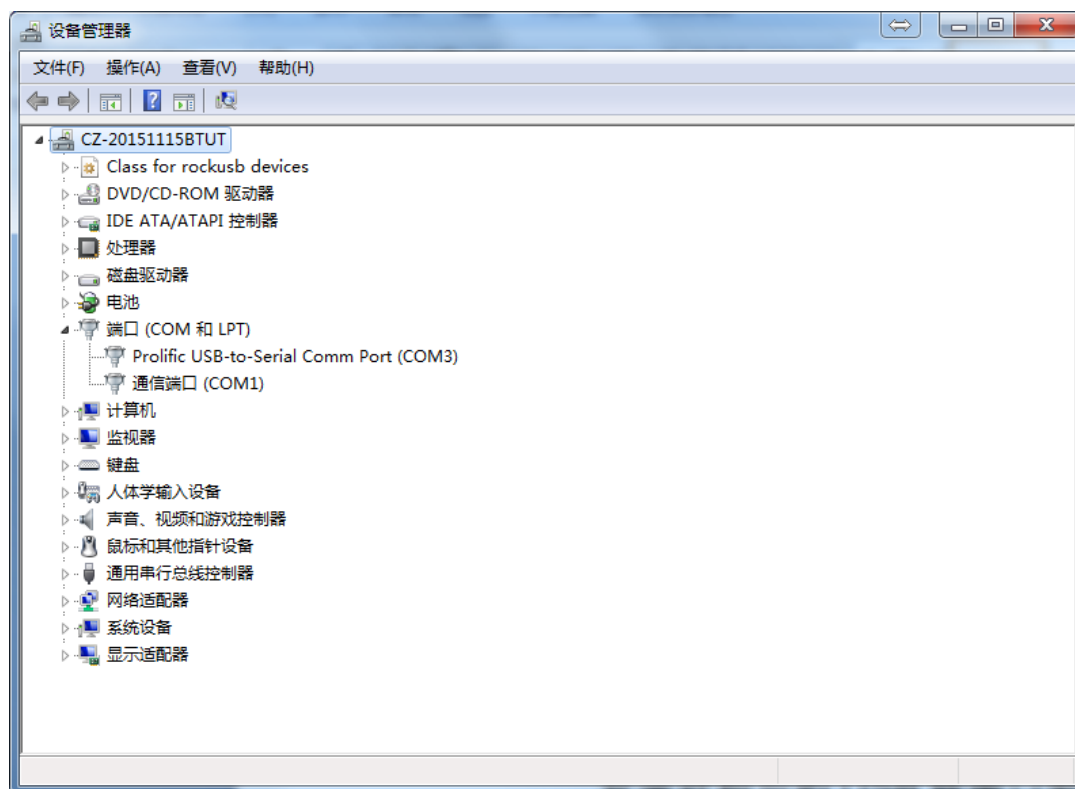 设备管理器
文件(F) 操作(A) 查看(V) 帮助(H)
CZ-20151115BTUT
Class for rockusb devices
DVD/CD-ROM 驱动器
IDE ATA/ATAPI 控制器
处理器
磁盘驱动器
电池
端口 (COM 和 LPT)
Prolific USB-to-Serial Comm Port (COM3)
通信端口 (COM1)
计算机
监视器
键盘
人体学输入设备
声音、视频和游戏控制器
鼠标和其他指针设备
通用串行总线控制器
网络适配器
系统设备
显示适配器